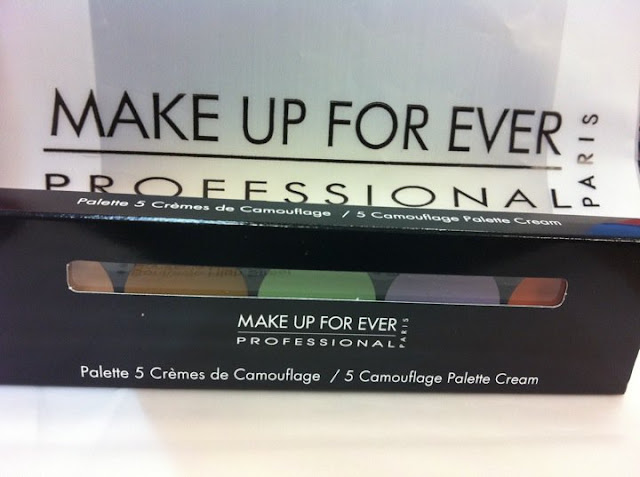 MAKE UP FOR EVER
PROFESSIONAL
PARIS
Palette 5 Crèmes de Camouflage / 5 Camouflage Palette Cream
MAKE UP FOR EVER
PROFESSIONAL
PARIS
Palette 5 Crèmes de Camouflage / 5 Camouflage Palette Cream